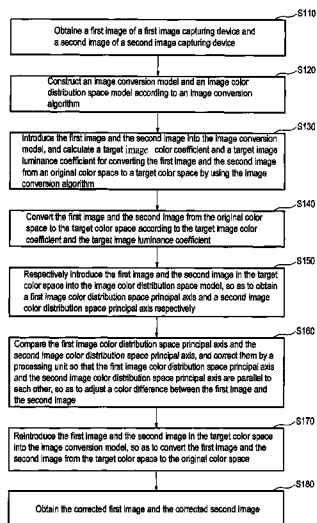 S110
Obtaine a first image of a first image capturing device and
a second image of a second image capturing device
S120
Construct an image conversion model and an image color
distribution space model according to an image conversion
algorithm
S130
Introduce the first image and the second image into the image conversion
model, and calculate a target image color coefficient and a target image
luminance coefficient for converting the first image and the second image
from an original color space to a target color space by using the image
conversion algorithm
S140
Convert the first image and the second image from the original color
space to the target color space according to the target image color
coefficient and the target image luminance coefficient
S150
Respectively introduce the first image and the second image in the target
color space into the image color distribution space model, so as to obtain
a first image color distribution space principal axis and a second image
color distribution space principal axis respectively
S160
Compare the first image color distribution space principal axis and the
second image color distribution space principal axis, and correct them by a
processing unit so that the first image color distribution space principal axis
and the second image color distribution space principal axis are parallel to
each other, so as to adjust a color difference between the first image and
the second image
S170
Reintroduce the first image and the second image in the target color space
into the image conversion model, so as to convert the first image and the
second image from the target color space to the original color space
S180
Obtain the corrected first image and the corrected second image